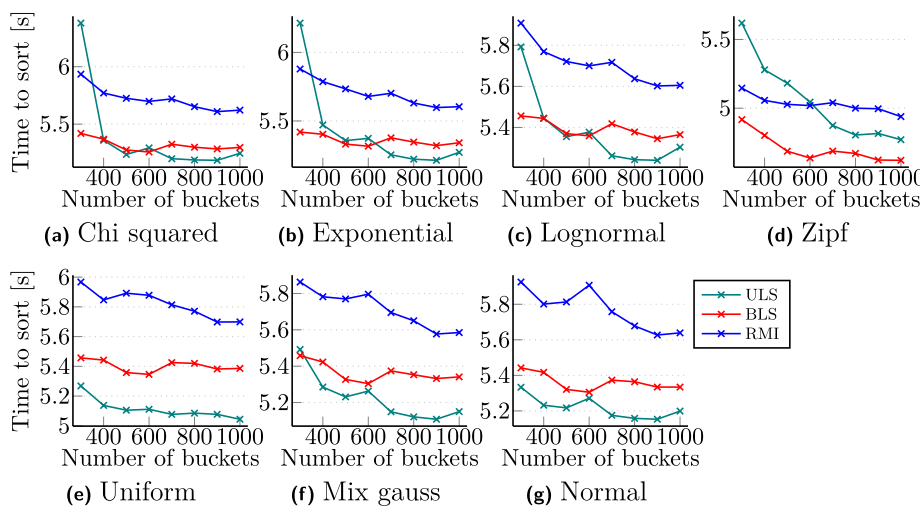 Time to sort [s]
6
5.5
400 600 800 1000
Number of buckets
(a) Chi squared
6
5.5
400 600 800 1000
Number of buckets
(b) Exponential
5.8
5.6
5.4
400 600 800 1000
Number of buckets
(c) Lognormal
5.5
5
400 600 800 1000
Number of buckets
(d) Zipf
Time to sort [s]
6
5.8
5.6
5.4
5.2
5
400 600 800 1000
Number of buckets
(e) Uniform
5.8
5.6
5.4
5.2
400 600 800 1000
Number of buckets
(f) Mix gauss
5.8
5.6
5.4
5.2
400 600 800 1000
Number of buckets
(g) Normal
ULS
BLS
RMI